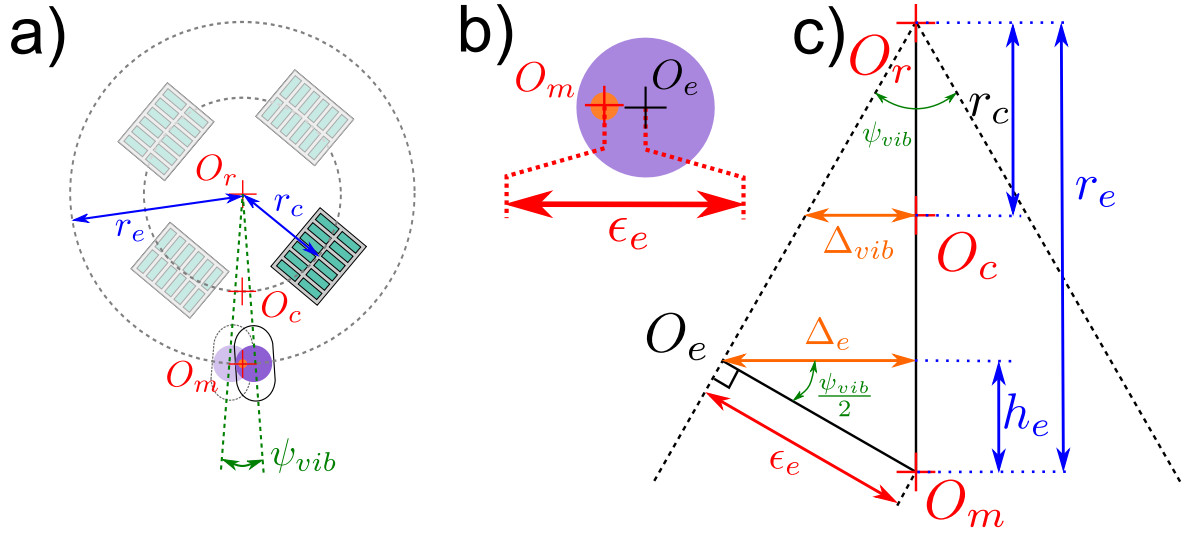 a)
O_r
r_c
r_e
O_c
O_m
ψ_vib
b)
O_m
O_e
ϵ_e
c)
O_r
r_c
ψ_vib
r_e
Δ_vib
O_c
O_e
Δ_e
ψ_vib/2
h_e
ϵ_e
O_m